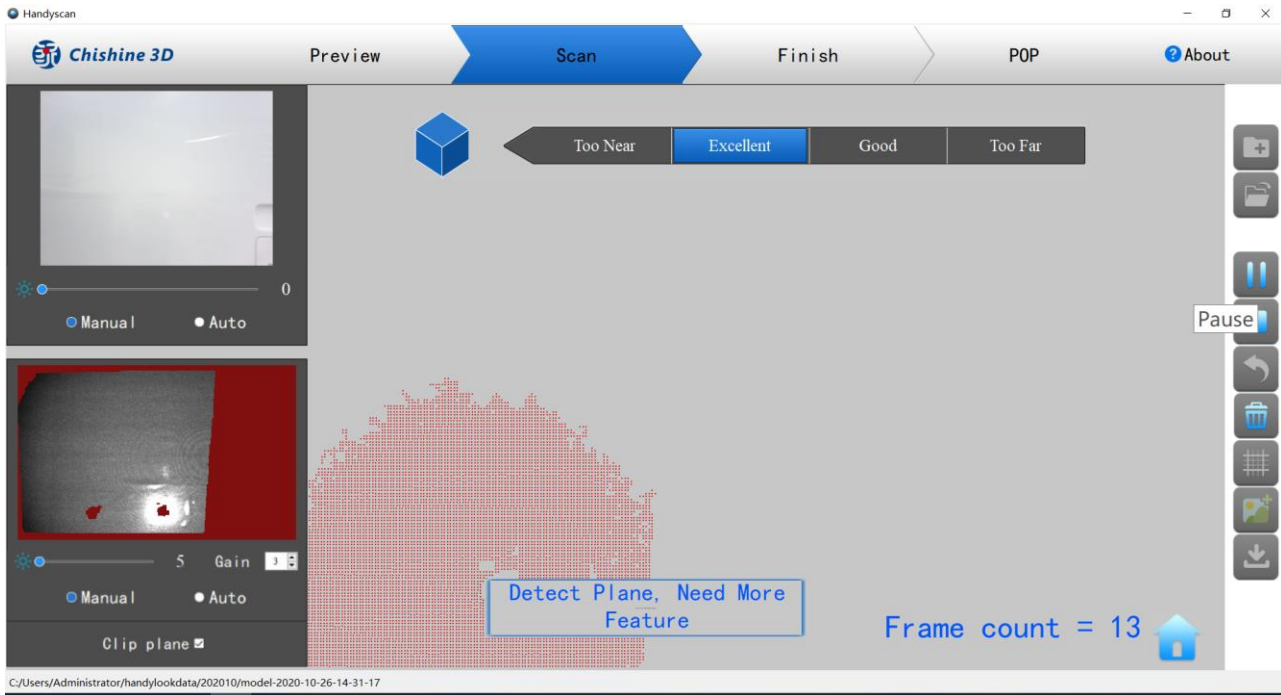 Handyscan
Chishine 3D
Preview
Scan
Finish
POP
About
Too Near
Excellent
Good
Too Far
0
Manual
Auto
Pause
5
Gain
3
Manual
Auto
Clip plane
Detect Plane, Need More
Feature
Frame count = 13
C:/Users/Administrator/handylookdata/202010/model-2020-10-26-14-31-17